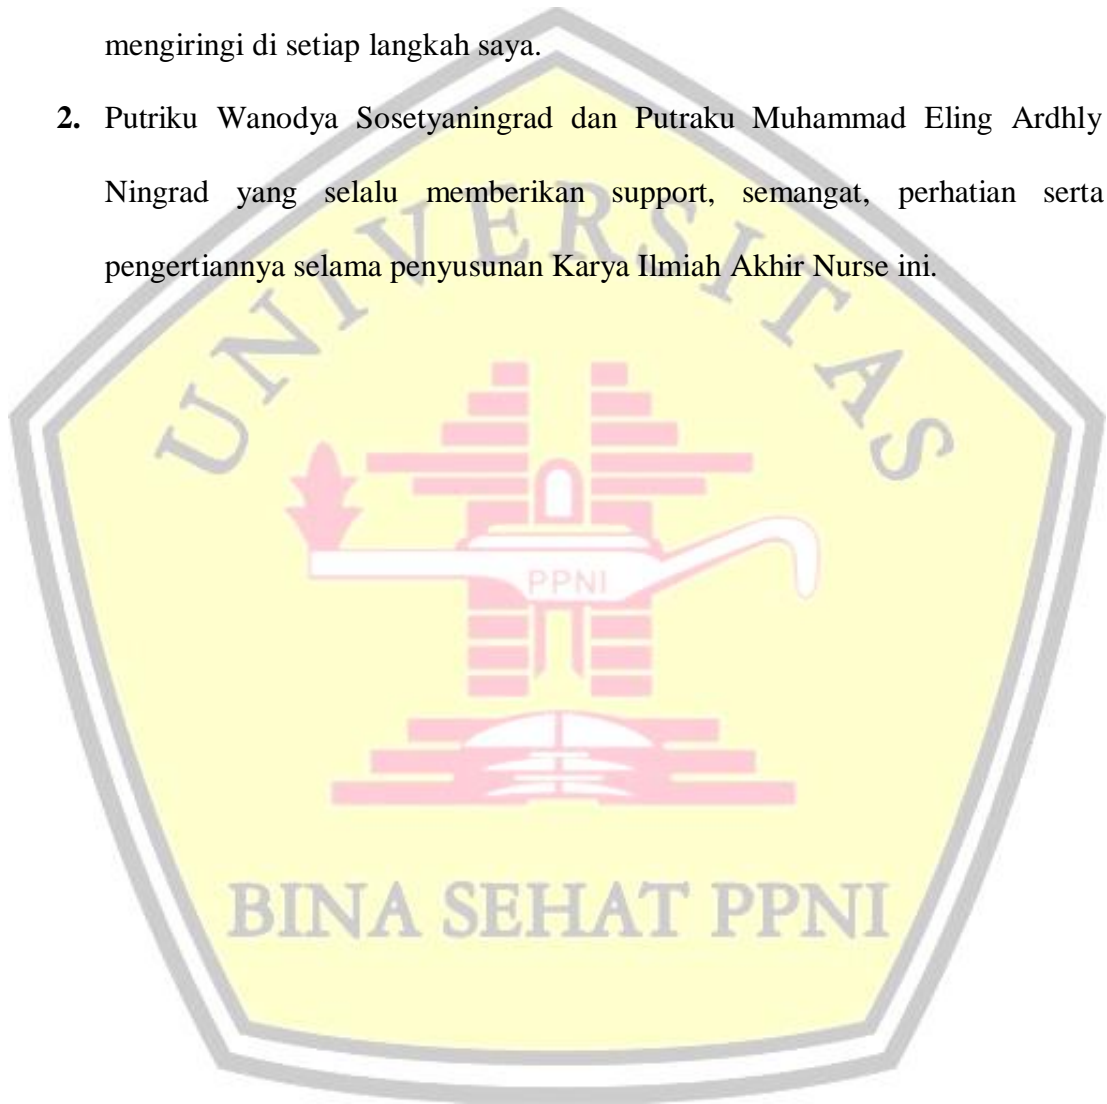 mengiringi di setiap langkah saya.
2. Putriku Wanodya Sosetyaningrad dan Putraku Muhammad Eling Ardhly
Ningrad yang selalu memberikan support, semangat, perhatian serta
pengertiannya selama penyusunan Karya Ilmiah Akhir Nurse ini.
UNIVERSITAS
PPNI
BINA SEHAT PPNI